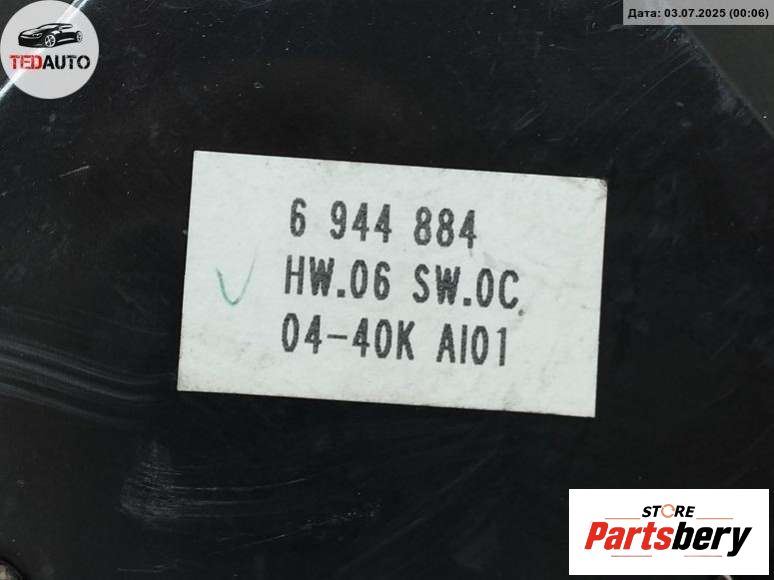 Дата: 03.07.2025 (00:06)
TEDAUTO
6 944 884
HW.06 SW.0C
04-40K AI01
STORE
Partsbery